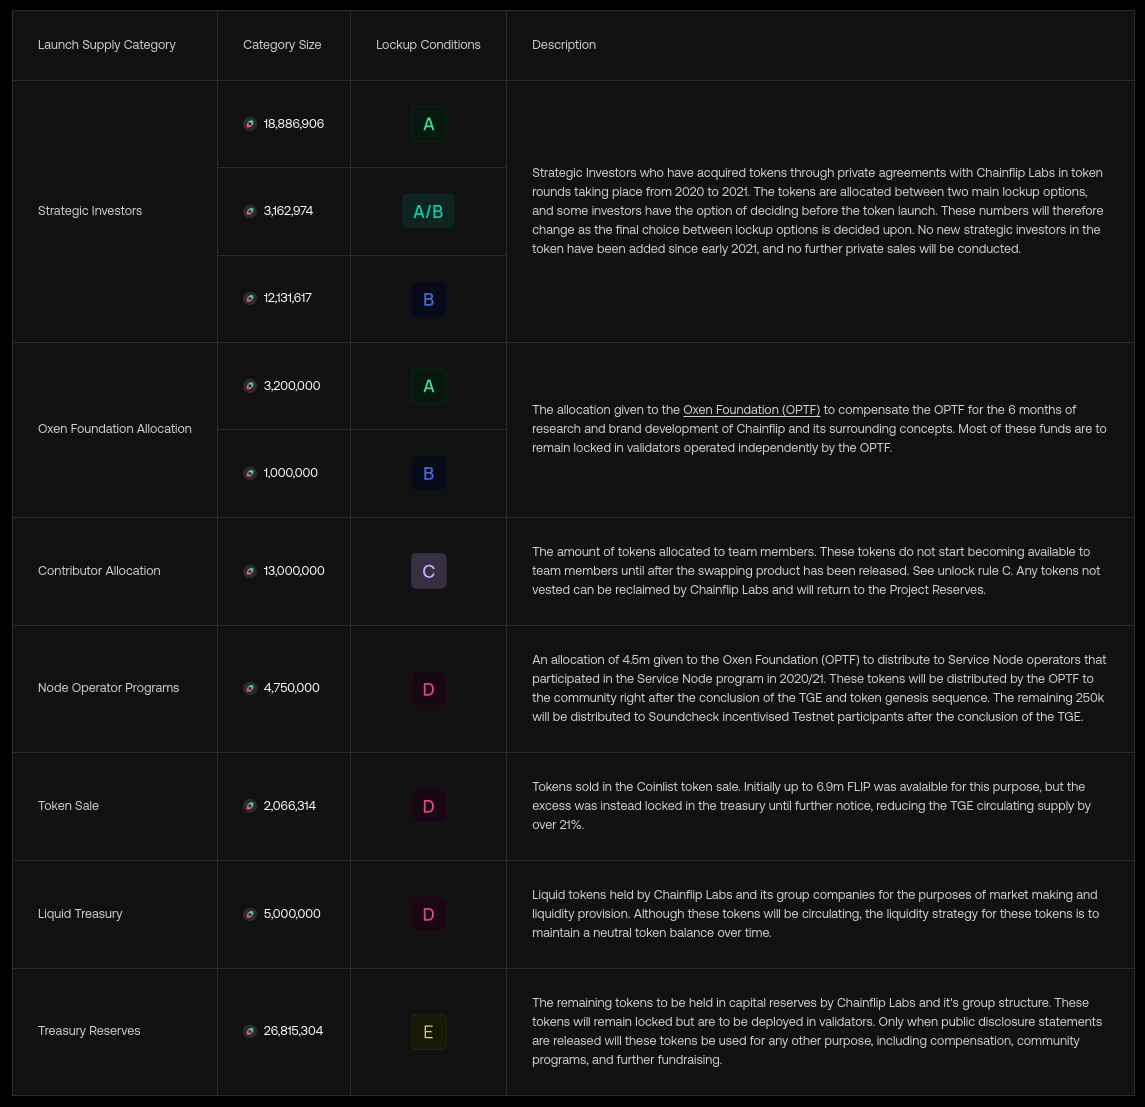 Launch Supply Category
Category Size
Lockup Conditions
Description
Strategic Investors
18,886,906
A
3,162,974
A/B
12,131,617
B
Strategic Investors who have acquired tokens through private agreements with Chainflip Labs in token
rounds taking place from 2020 to 2021. The tokens are allocated between two main lockup options,
and some investors have the option of deciding before the token launch. These numbers will therefore
change as the final choice between lockup options is decided upon. No new strategic investors in the
token have been added since early 2021, and no further private sales will be conducted.
Oxen Foundation Allocation
3,200,000
A
1,000,000
B
The allocation given to the Oxen Foundation (OPTF) to compensate the OPTF for the 6 months of
research and brand development of Chainflip and its surrounding concepts. Most of these funds are to
remain locked in validators operated independently by the OPTF.
Contributor Allocation
13,000,000
C
The amount of tokens allocated to team members. These tokens do not start becoming available to
team members until after the swapping product has been released. See unlock rule C. Any tokens not
vested can be reclaimed by Chainflip Labs and will return to the Project Reserves.
Node Operator Programs
4,750,000
D
An allocation of 4.5m given to the Oxen Foundation (OPTF) to distribute to Service Node operators that
participated in the Service Node program in 2020/21. These tokens will be distributed by the OPTF to
the community right after the conclusion of the TGE and token genesis sequence. The remaining 250k
will be distributed to Soundcheck incentivised Testnet participants after the conclusion of the TGE.
Token Sale
2,066,314
D
Tokens sold in the Coinlist token sale. Initially up to 6.9m FLIP was avalaible for this purpose, but the
excess was instead locked in the treasury until further notice, reducing the TGE circulating supply by
over 21%.
Liquid Treasury
5,000,000
D
Liquid tokens held by Chainflip Labs and its group companies for the purposes of market making and
liquidity provision. Although these tokens will be circulating, the liquidity strategy for these tokens is to
maintain a neutral token balance over time.
Treasury Reserves
26,815,304
E
The remaining tokens to be held in capital reserves by Chainflip Labs and it's group structure. These
tokens will remain locked but are to be deployed in validators. Only when public disclosure statements
are released will these tokens be used for any other purpose, including compensation, community
programs, and further fundraising.